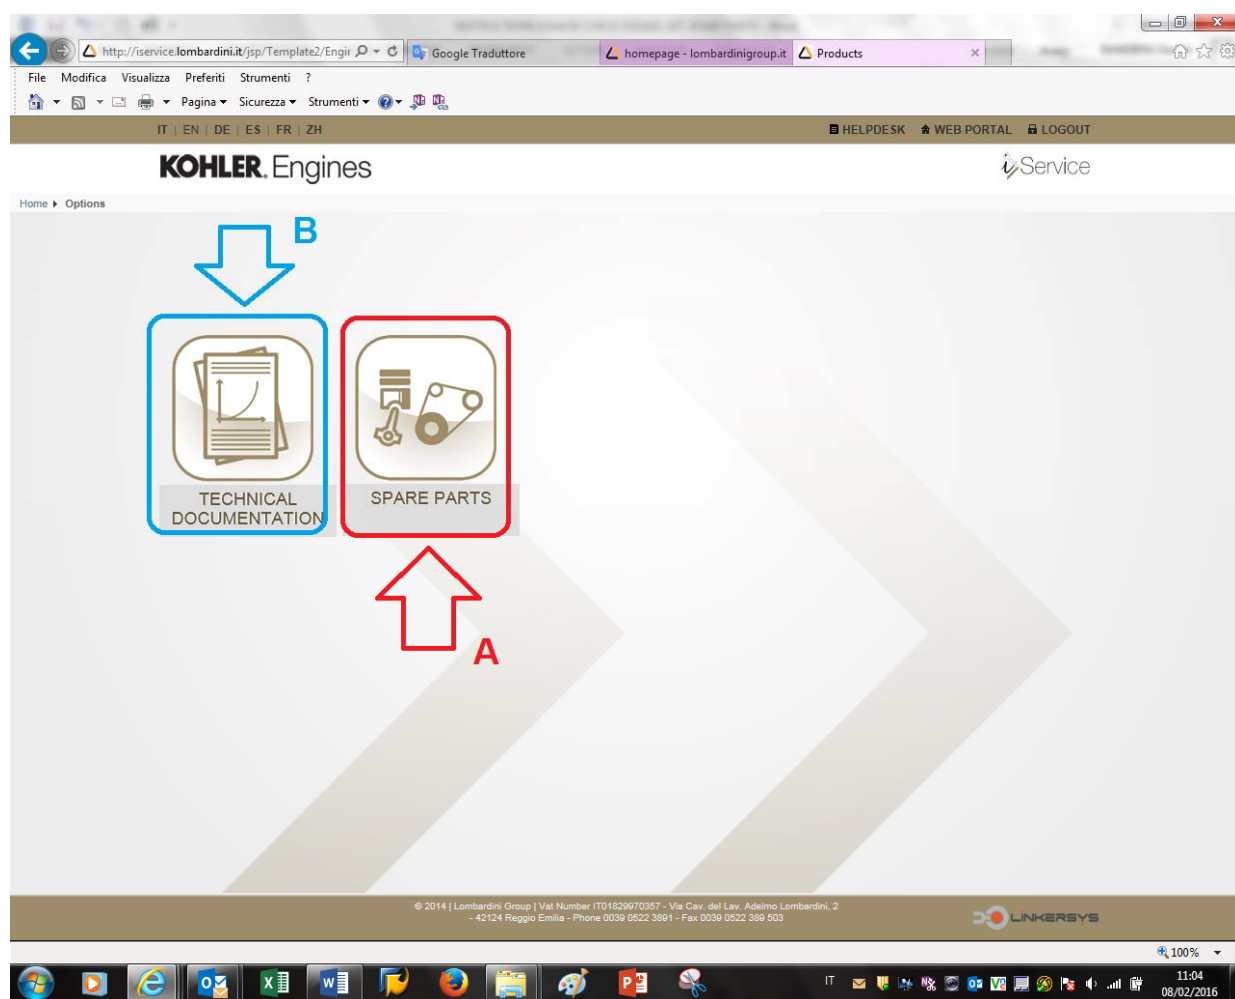 http://iservice.lombardini.it/jsp/Template2/Engir
Google Traduttore
homepage - lombardinigroup.it
Products
File Modifica Visualizza Preferiti Strumenti ?
Pagina Sicurezza Strumenti
IT | EN | DE | ES | FR | ZH
HELPDESK WEB PORTAL LOGOUT
KOHLER. Engines
iService
Home Options
B
TECHNICAL
DOCUMENTATION
SPARE PARTS
A
© 2014 | Lombardini Group | Vat Number IT01829970357 - Via Cav. del Lav. Adelmo Lombardini, 2
- 42124 Reggio Emilia - Phone 0039 0522 3891 - Fax 0039 0522 389 503
LINKERSYS
100%
IT
11:04
08/02/2016